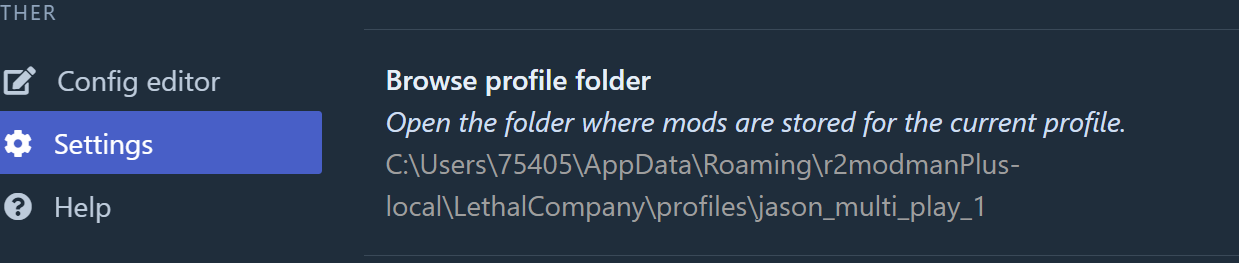 THER
Config editor
Settings
Help
Browse profile folder
Open the folder where mods are stored for the current profile.
C:\Users\75405\AppData\Roaming\r2modmanPlus-
local\LethalCompany\profiles\jason_multi_play_1